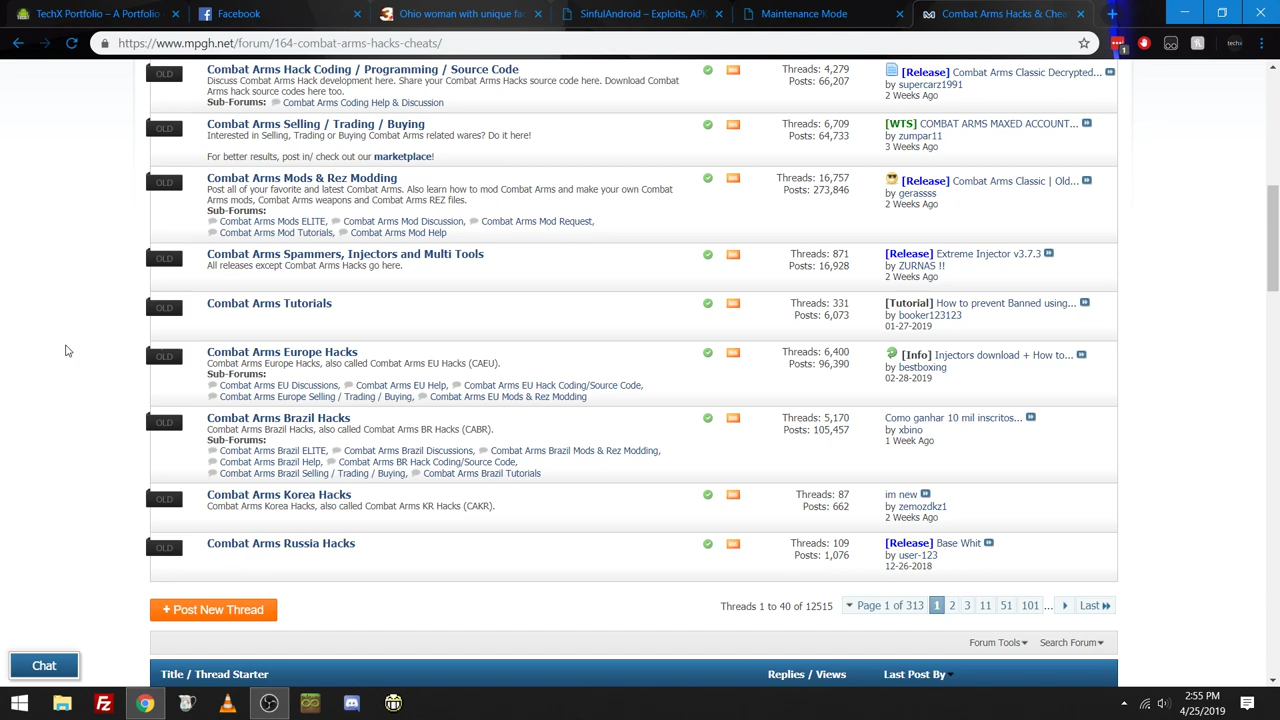 TechX Portfolio – A Portfolio
Facebook
Ohio woman with unique fa
SinfulAndroid – Exploits, APK
Maintenance Mode
Combat Arms Hacks & Chea
https://www.mpgh.net/forum/164-combat-arms-hacks-cheats/
1
techx
OLD
Combat Arms Hack Coding / Programming / Source Code
Discuss Combat Arms Hack development here. Share your Combat Arms Hacks source code here. Download Combat
Arms hack source codes here too.
Sub-Forums: Combat Arms Coding Help & Discussion
Threads: 4,279
Posts: 66,207
[Release] Combat Arms Classic Decrypted...
by supercarz1991
2 Weeks Ago
OLD
Combat Arms Selling / Trading / Buying
Interested in Selling, Trading or Buying Combat Arms related wares? Do it here!
For better results, post in/ check out our marketplace!
Threads: 6,709
Posts: 64,733
[WTS] COMBAT ARMS MAXED ACCOUNT...
by zumpar11
3 Weeks Ago
OLD
Combat Arms Mods & Rez Modding
Post all of your favorite and latest Combat Arms. Also learn how to mod Combat Arms and make your own Combat
Arms mods, Combat Arms weapons and Combat Arms REZ files.
Sub-Forums:
Combat Arms Mods ELITE, Combat Arms Mod Discussion, Combat Arms Mod Request,
Combat Arms Mod Tutorials, Combat Arms Mod Help
Threads: 16,757
Posts: 273,846
[Release] Combat Arms Classic | Old...
by gerassss
2 Weeks Ago
OLD
Combat Arms Spammers, Injectors and Multi Tools
All releases except Combat Arms Hacks go here.
Threads: 871
Posts: 16,928
[Release] Extreme Injector v3.7.3
by ZURNAS !!
2 Weeks Ago
OLD
Combat Arms Tutorials
Threads: 331
Posts: 6,073
[Tutorial] How to prevent Banned using...
by booker123123
01-27-2019
OLD
Combat Arms Europe Hacks
Combat Arms Europe Hacks, also called Combat Arms EU Hacks (CAEU).
Sub-Forums:
Combat Arms EU Discussions, Combat Arms EU Help, Combat Arms EU Hack Coding/Source Code,
Combat Arms Europe Selling / Trading / Buying, Combat Arms EU Mods & Rez Modding
Threads: 6,400
Posts: 96,390
[Info] Injectors download + How to...
by bestboxing
02-28-2019
OLD
Combat Arms Brazil Hacks
Combat Arms Brazil Hacks, also called Combat Arms BR Hacks (CABR).
Sub-Forums:
Combat Arms Brazil ELITE, Combat Arms Brazil Discussions, Combat Arms Brazil Mods & Rez Modding,
Combat Arms Brazil Help, Combat Arms BR Hack Coding/Source Code,
Combat Arms Brazil Selling / Trading / Buying, Combat Arms Brazil Tutorials
Threads: 5,170
Posts: 105,457
Como ganhar 10 mil inscritos...
by xbino
1 Week Ago
OLD
Combat Arms Korea Hacks
Combat Arms Korea Hacks, also called Combat Arms KR Hacks (CAKR).
Threads: 87
Posts: 662
im new
by zemozdkz1
2 Weeks Ago
OLD
Combat Arms Russia Hacks
Threads: 109
Posts: 1,076
[Release] Base Whit
by user-123
12-26-2018
+ Post New Thread
Threads 1 to 40 of 12515
Page 1 of 313 1 2 3 11 51 101 ... Last
Forum Tools Search Forum
Title / Thread Starter Replies / Views Last Post By
Chat
2:55 PM
4/25/2019